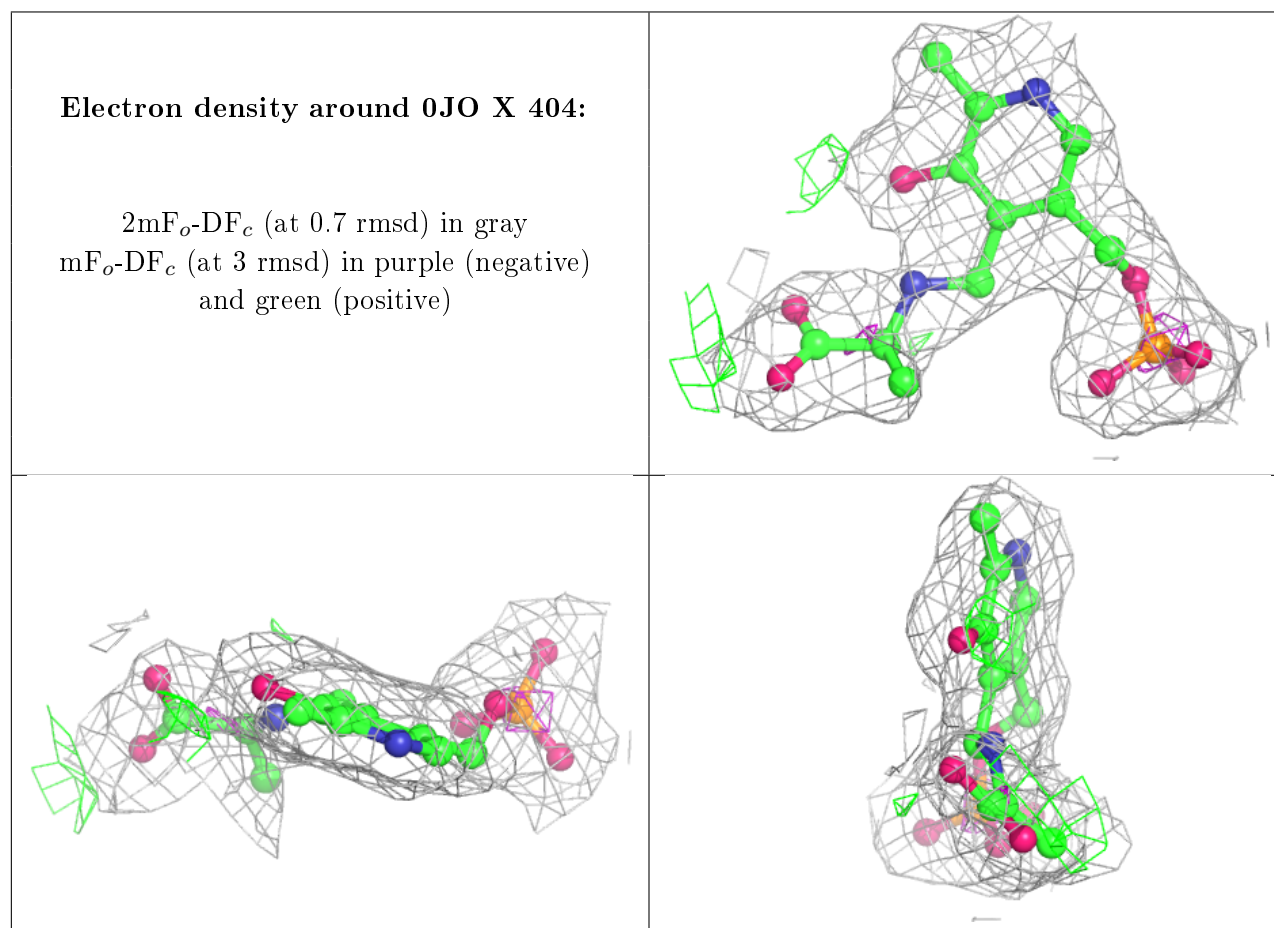 Electron density around 0JO X 404:
2mFo-DFc (at 0.7 rmsd) in gray
mFo-DFc (at 3 rmsd) in purple (negative)
and green (positive)